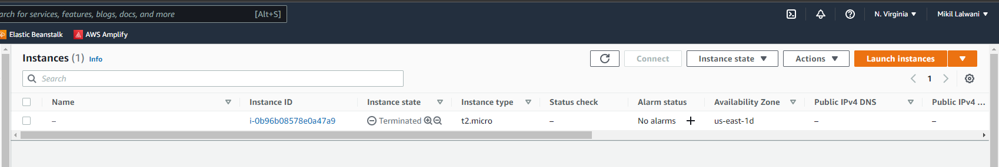 arch for services, features, blogs, docs, and more [Alt+S] N. Virginia ▼ Mikil Lalwani ▼
Elastic Beanstalk AWS Amplify
Instances (1) Info Connect Instance state ▼ Actions ▼ Launch instances ▼
Search 1
Name Instance ID Instance state Instance type Status check Alarm status Availability Zone Public IPv4 DNS Public IPv4 ...
– i-0b96b08578e0a47a9 Terminated t2.micro – No alarms + us-east-1d – –